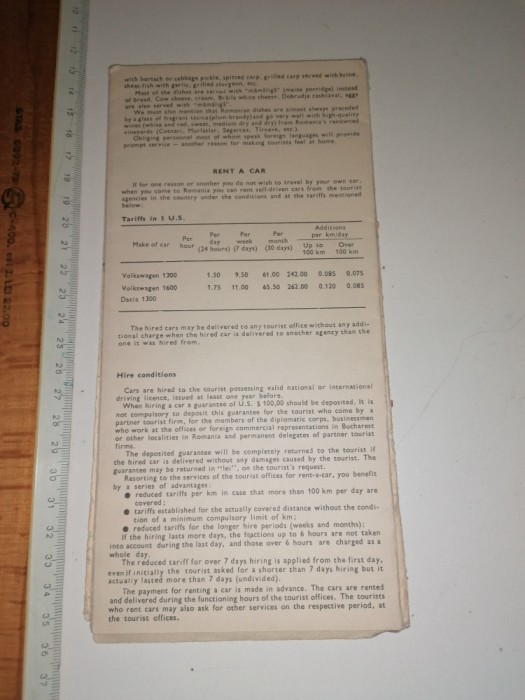 with bortsch or cabbage pickle, spitted carp, grilled carp served with brine,
sheat fish with garlic, grilled sturgeon, etc.
Most of the dishes are served with "mămăligă" (maize porridge) instead
of bread. Cow cheese, cream, Brăila white cheese, Dobrudja cashcaval, eggs
are also served with "mămăligă".
We must also mention that Romanian dishes are almost always preceded
by a glass of fragrant tzuica (plum-brandy) and go very well with high-quality
wines (white and red, sweet, medium dry and dry) from Romania's renowned
vineyards (Cotnari, Murfatlar, Segarcea, Tîrnave, etc.)
Obliging personnel most of whom speak foreign languages will provide
prompt service — another reason for making tourists feel at home.
RENT A CAR
If for one reason or another you do not wish to travel by your own car,
when you come to Romania you can rent self-driven cars from the tourist
agencies in the country under the conditions and at the tariffs mentioned
below:
Tariffs in $ U.S.
Make of car Per hour Per day (24 hours) Per week (7 days) Per month (30 days) Additions per km/day Up to 100 km Over 100 km
Volkswagen 1300 1.50 9.50 61.00 242.00 0.085 0.075
Volkswagen 1600 1.75 11.00 65.50 262.00 0.120 0.085
Dacia 1300
The hired cars may be delivered to any tourist office without any addi-
tional charge when the hired car is delivered to another agency than the
one it was hired from.
Hire conditions
Cars are hired to the tourist possessing valid national or international
driving licence, issued at least one year before.
When hiring a car a guarantee of U.S. $ 100,00 should be deposited. It is
not compulsory to deposit this guarantee for the tourist who come by a
partner tourist firm, for the members of the diplomatic corps, businessmen
who work at the offices or foreign commercial representations in Bucharest
or other localities in Romania and permanent delegates of partner tourist
firms.
The deposited guarantee will be completely returned to the tourist if
the hired car is delivered without any damages caused by the tourist. The
guarantee may be returned in "lei", on the tourist's request.
Resorting to the services of the tourist offices for rent-a-car, you benefit
by a series of advantages:
● reduced tariffs per km in case that more than 100 km per day are
covered;
● tariffs established for the actually covered distance without the condi-
tion of a minimum compulsory limit of km;
● reduced tariffs for the longer hire periods (weeks and months);
If the hiring lasts more days, the fractions up to 6 hours are not taken
into account during the last day, and those over 6 hours are charged as a
whole day.
The reduced tariff for over 7 days hiring is applied from the first day,
even if initially the tourist asked for a shorter than 7 days hiring but it
actually lasted more than 7 days (undivided).
The payment for renting a car is made in advance. The cars are rented
and delivered during the functioning hours of the tourist offices. The tourists
who rent cars may also ask for other services on the respective period, at
the tourist offices.